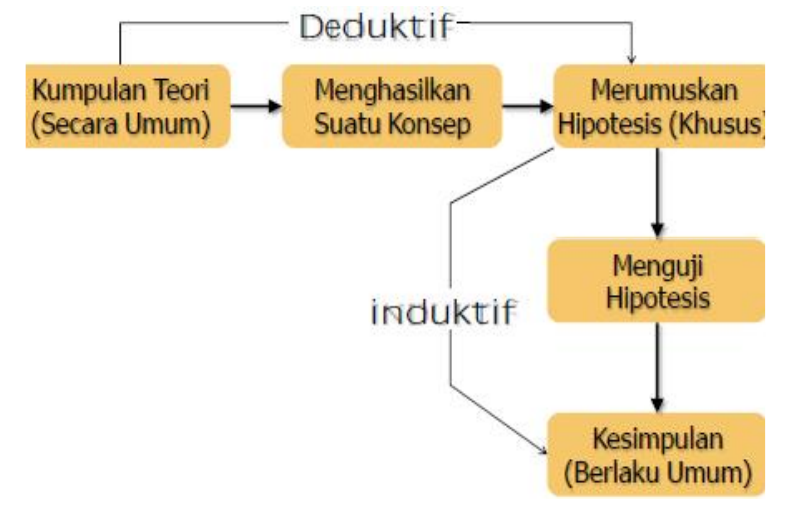 Deduktif
Kumpulan Teori
(Secara Umum)
Menghasilkan
Suatu Konsep
Merumuskan
Hipotesis (Khusus)
Menguji
Hipotesis
induktif
Kesimpulan
(Berlaku Umum)